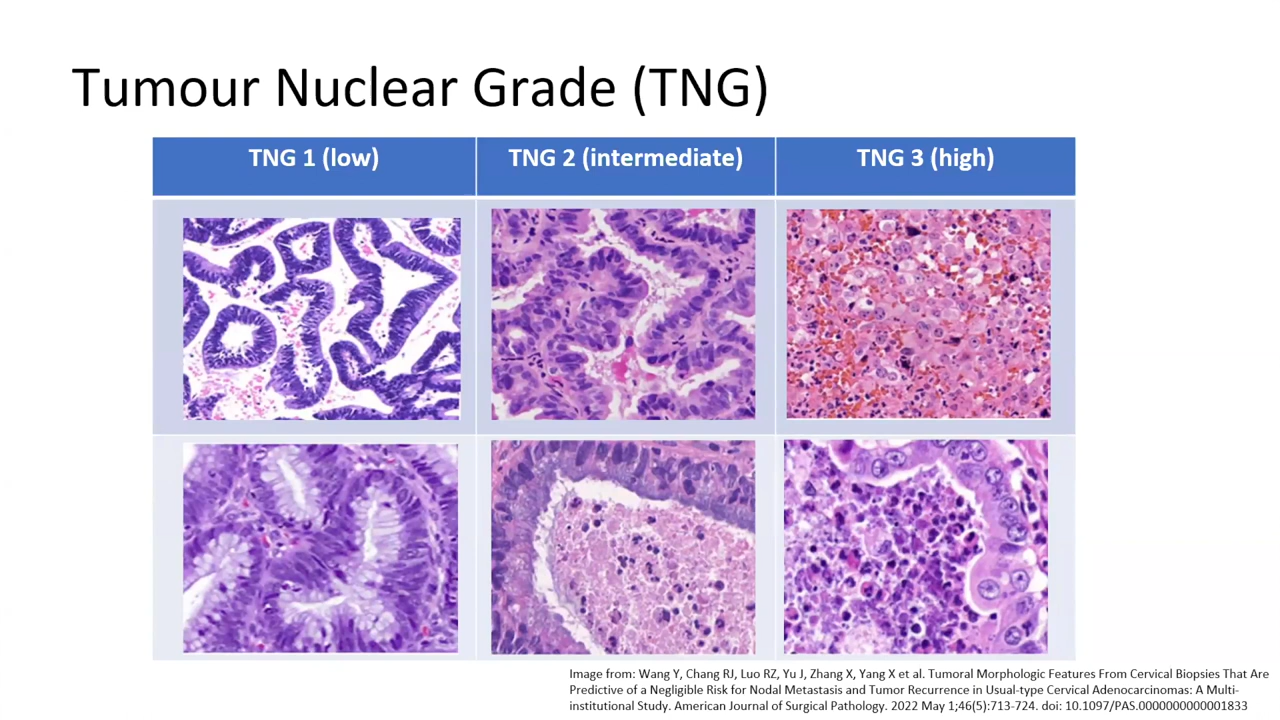 Tumour Nuclear Grade (TNG)
TNG 1 (low)
TNG 2 (intermediate)
TNG 3 (high)
Image from: Wang Y, Chang RJ, Luo RZ, Yu J, Zhang X, Yang X et al. Tumoral Morphologic Features From Cervical Biopsies That Are
Predictive of a Negligible Risk for Nodal Metastasis and Tumor Recurrence in Usual-type Cervical Adenocarcinomas: A Multi-
institutional Study. American Journal of Surgical Pathology. 2022 May 1;46(5):713-724. doi: 10.1097/PAS.0000000000001833